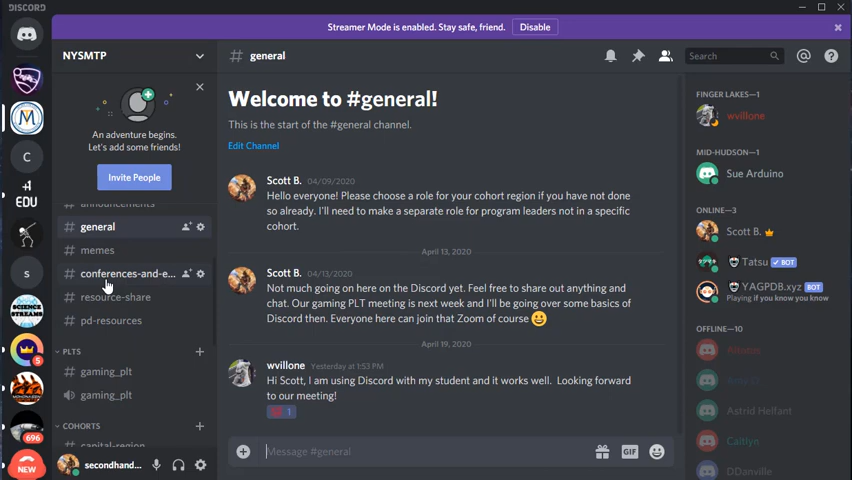 DISCORD
Streamer Mode is enabled. Stay safe, friend.
Disable
NYSMTP
An adventure begins.
Let's add some friends!
Invite People
announcements
# general
# memes
# conferences-and-e...
# resource-share
# pd-resources
PLTS
# gaming_plt
gaming_plt
COHORTS
# capital-region
secondhand...
M
C
+1
EDU
s
SCIENCE
STREAMS
5
696
NEW
# general
Search
Welcome to #general!
This is the start of the #general channel.
Edit Channel
Scott B. 04/09/2020
Hello everyone! Please choose a role for your cohort region if you have not done
so already. I'll need to make a separate role for program leaders not in a specific
cohort.
April 13, 2020
Scott B. 04/13/2020
Not much going on here on the Discord yet. Feel free to share out anything and
chat. Our gaming PLT meeting is next week and I'll be going over some basics of
Discord then. Everyone here can join that Zoom of course
April 19, 2020
wvillone Yesterday at 1:53 PM
Hi Scott, I am using Discord with my student and it works well. Looking forward
to our meeting!
1
Message #general
GIF
FINGER LAKES—1
wvillone
MID-HUDSON—1
Sue Arduino
ONLINE—3
Scott B.
Tatsu BOT
YAGPDB.xyz BOT
Playing if you know you know
OFFLINE—10
Astrid Helfant
Caitlyn
DDanville